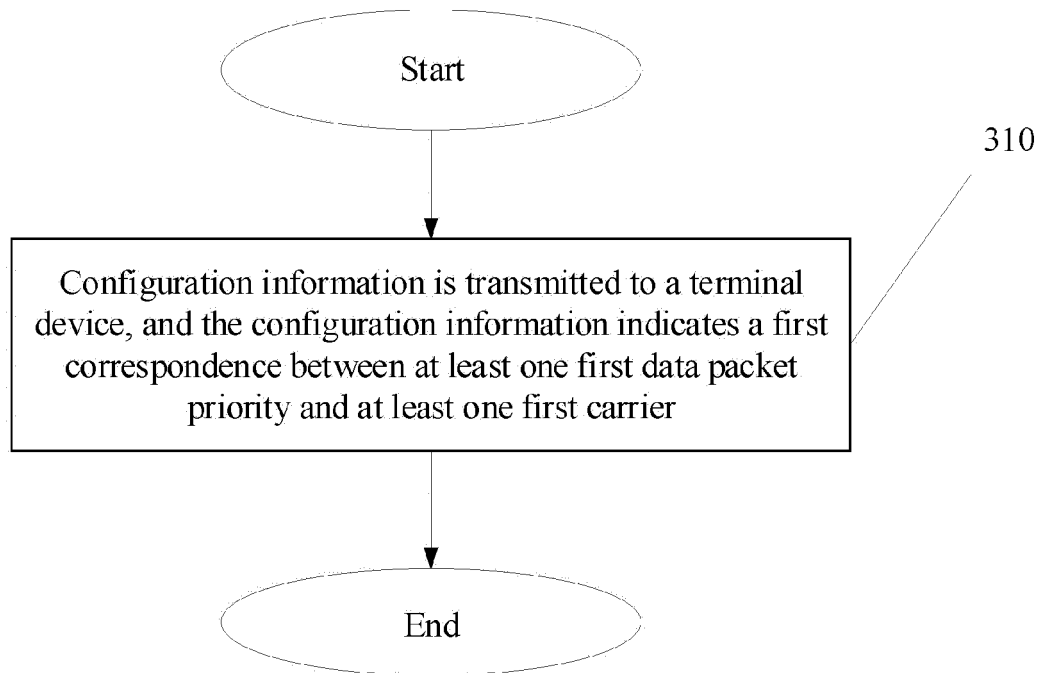 Start
310
Configuration information is transmitted to a terminal
device, and the configuration information indicates a first
correspondence between at least one first data packet
priority and at least one first carrier
End